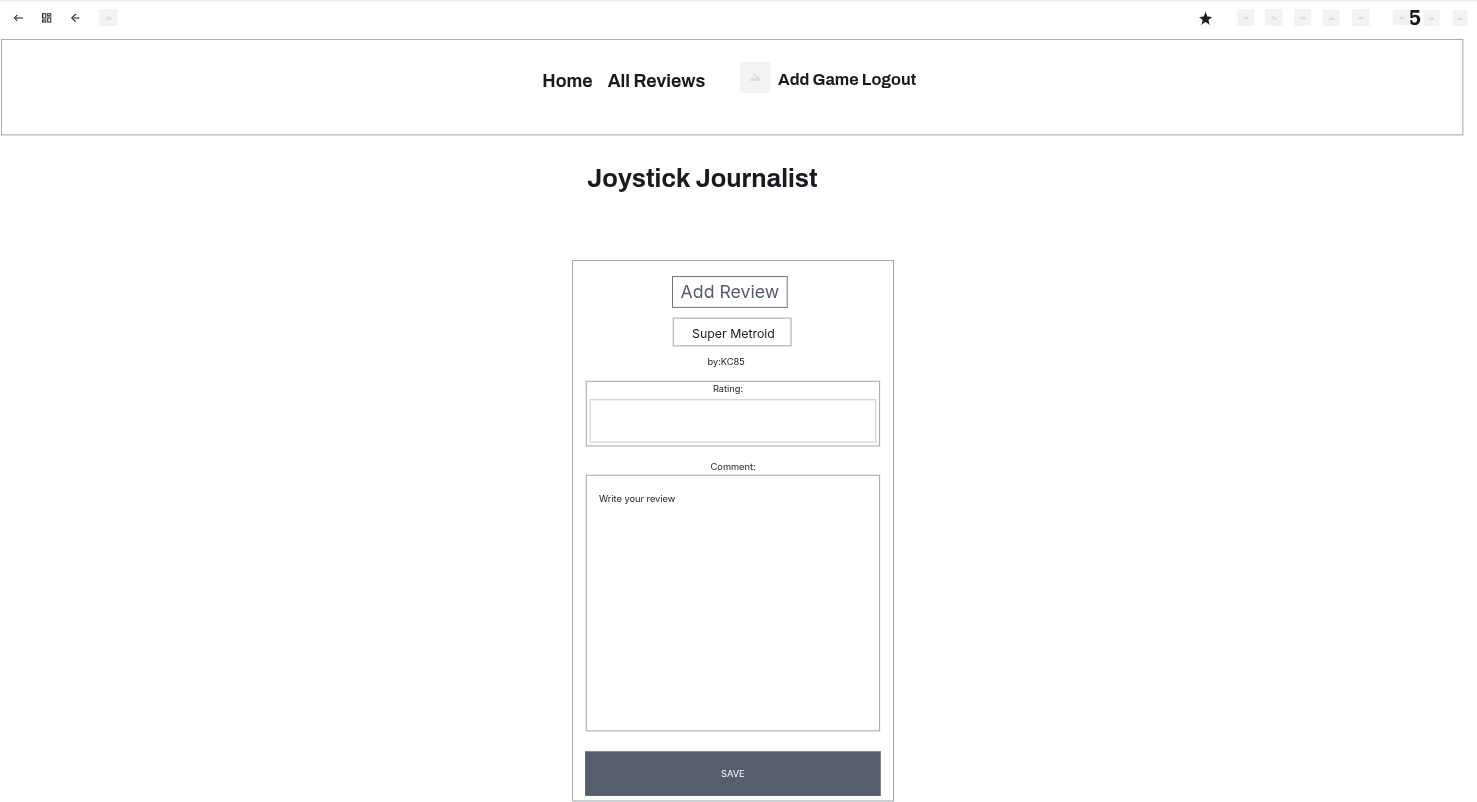 5
Home All Reviews Add Game Logout
Joystick Journalist
Add Review
Super Metroid
by:KC85
Rating:
Comment:
Write your review
SAVE